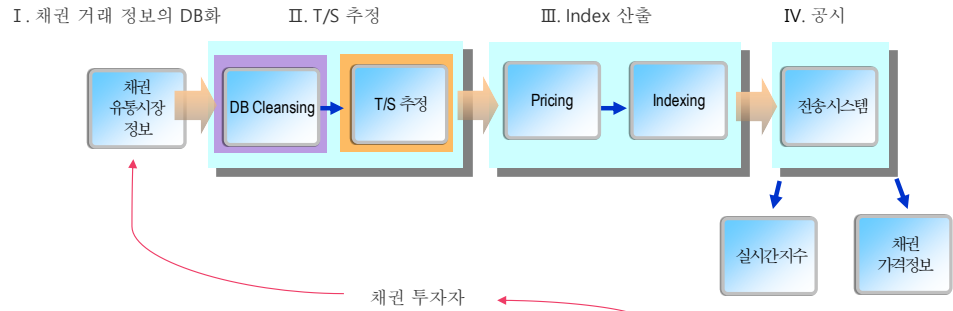 Ⅰ. 채권 거래 정보의 DB화
Ⅱ. T/S 추정
Ⅲ. Index 산출
Ⅳ. 공시
채권
유통시장
정보
DB Cleansing
T/S 추정
Pricing
Indexing
전송시스템
실시간지수
채권
가격정보
채권 투자자